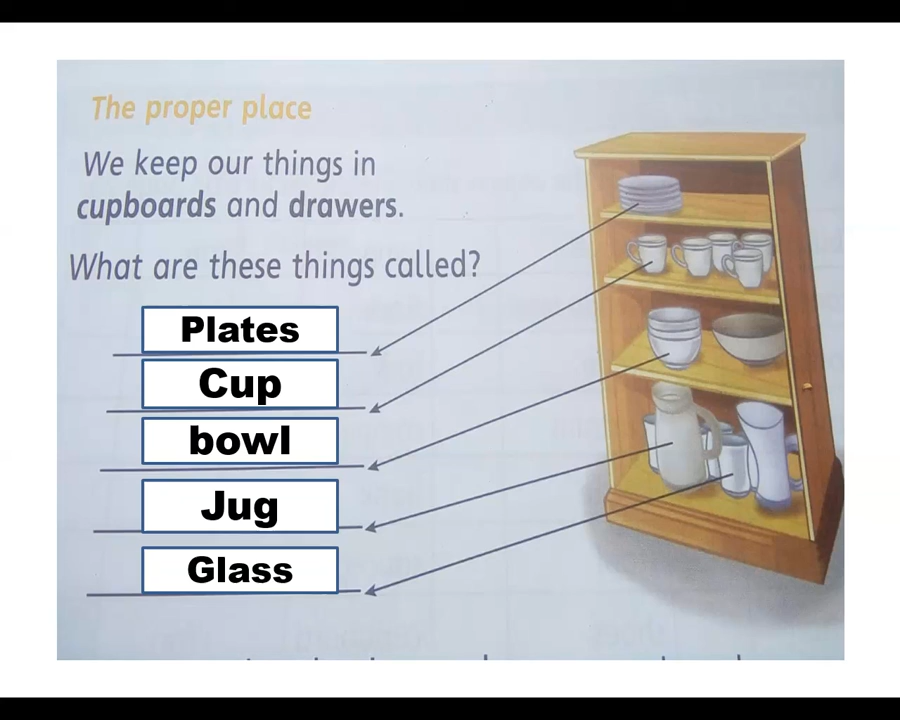 The proper place
We keep our things in
cupboards and drawers.
What are these things called?
Plates
Cup
bowl
Jug
Glass